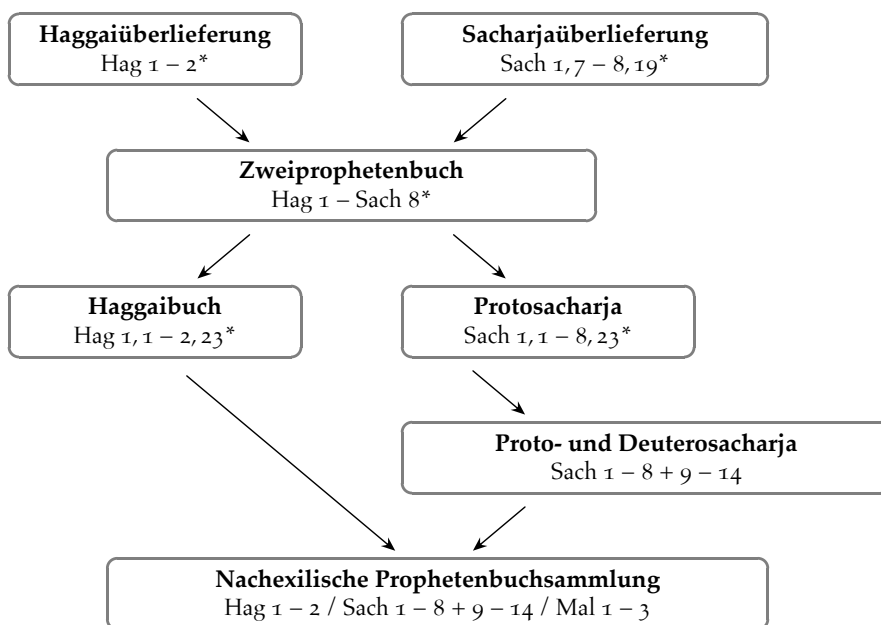 Haggaiüberlieferung
Hag 1 – 2*
Sacharjaüberlieferung
Sach 1,7 – 8,19*
Zweiprophetenbuch
Hag 1 – Sach 8*
Haggaibuch
Hag 1,1 – 2,23*
Protosacharja
Sach 1,1 – 8,23*
Proto- und Deuterosacharja
Sach 1 – 8 + 9 – 14
Nachexilische Prophetenbuchsammlung
Hag 1 – 2 / Sach 1 – 8 + 9 – 14 / Mal 1 – 3